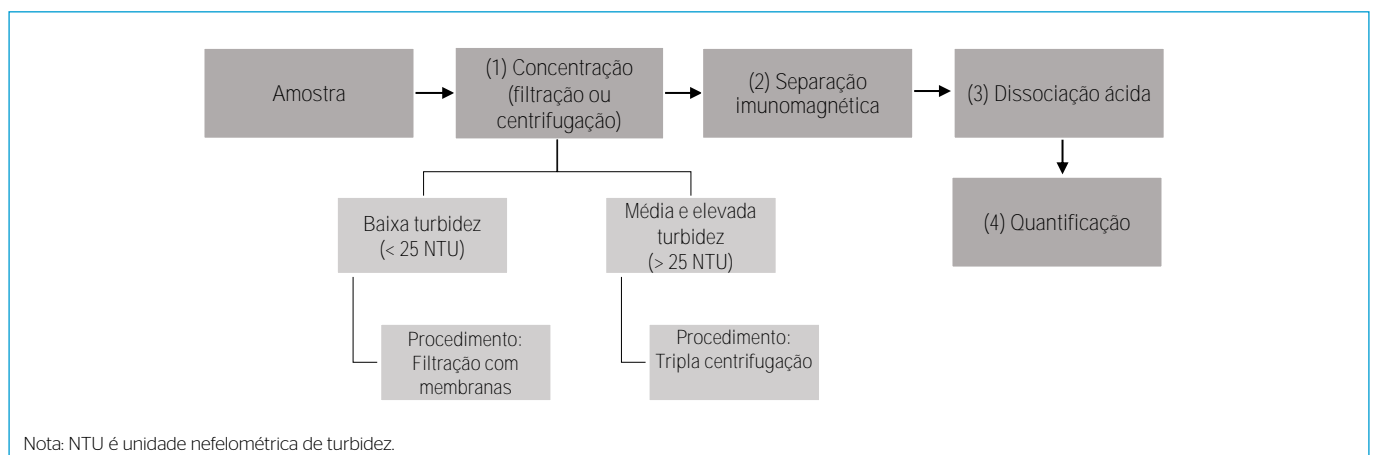 Amostra
(1) Concentração
(filtração ou
centrifugação)
(2) Separação
imunomagnética
(3) Dissociação ácida
(4) Quantificação
Baixa turbidez
(< 25 NTU)
Média e elevada
turbidez
(> 25 NTU)
Procedimento:
Filtração com
membranas
Procedimento:
Tripla centrifugação
Nota: NTU é unidade nefelométrica de turbidez.